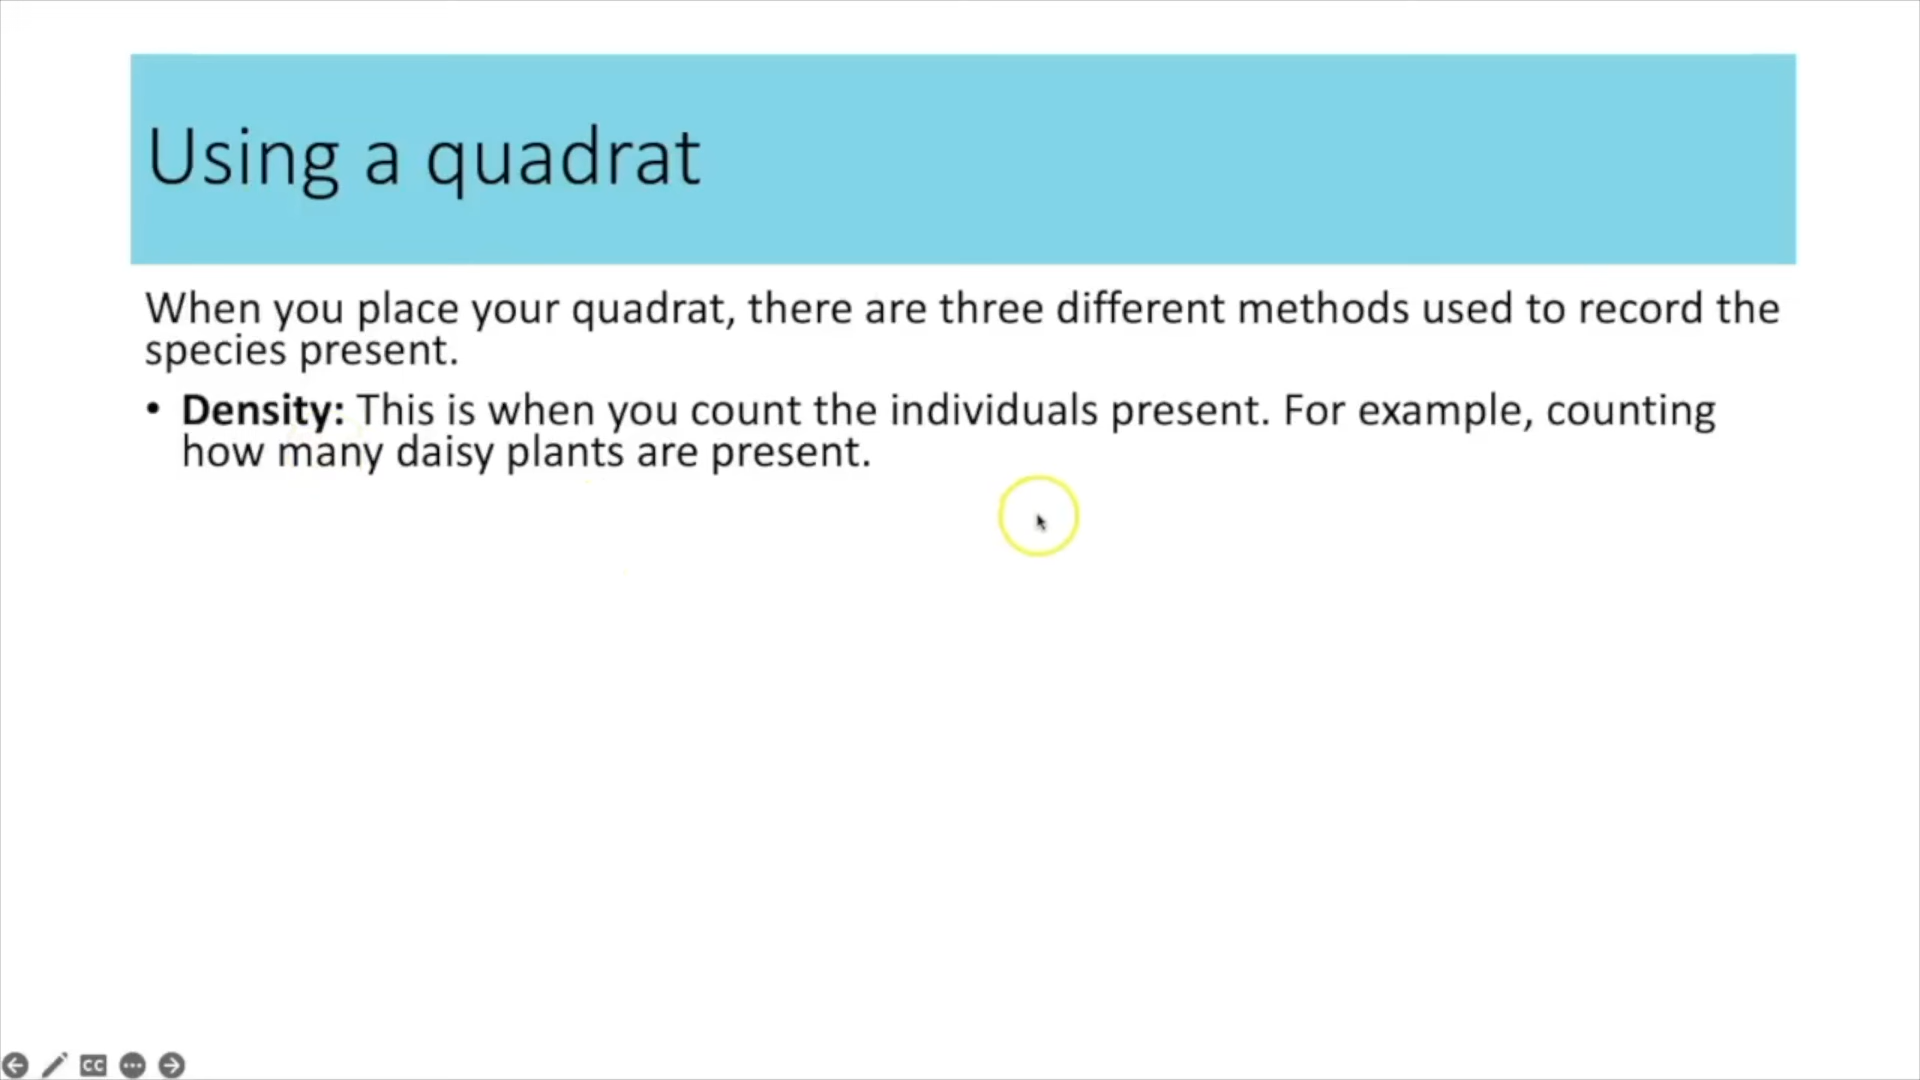 Using a quadrat
When you place your quadrat, there are three different methods used to record the
species present.
• Density: This is when you count the individuals present. For example, counting
how many daisy plants are present.
CC